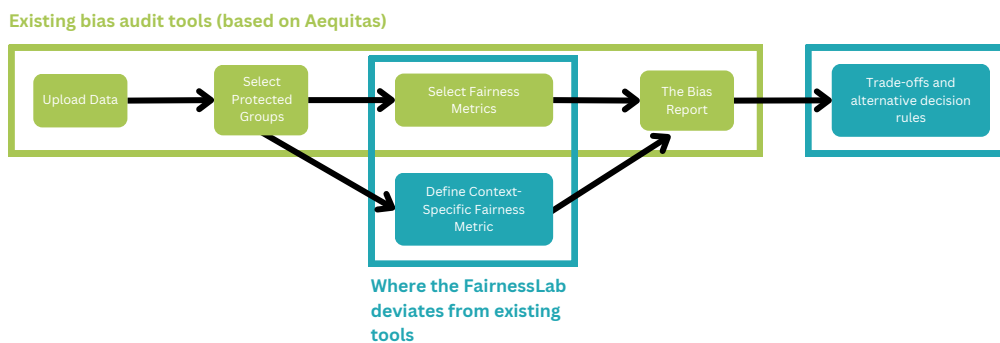 Existing bias audit tools (based on Aequitas)
Upload Data
Select
Protected
Groups
Select Fairness
Metrics
The Bias
Report
Trade-offs and
alternative decision
rules
Define Context-
Specific Fairness
Metric
Where the FairnessLab
deviates from existing
tools